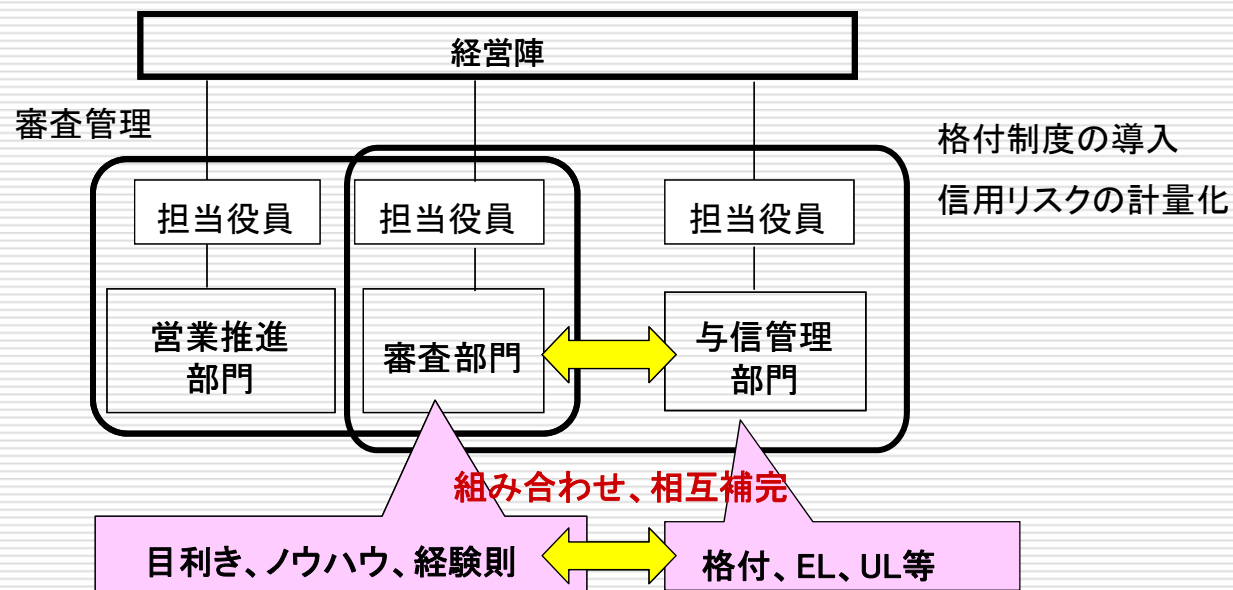 経営陣
審査管理
格付制度の導入
信用リスクの計量化
担当役員
担当役員
担当役員
営業推進
部門
審査部門
与信管理
部門
組み合わせ、相互補完
目利き、ノウハウ、経験則
格付、EL、UL等